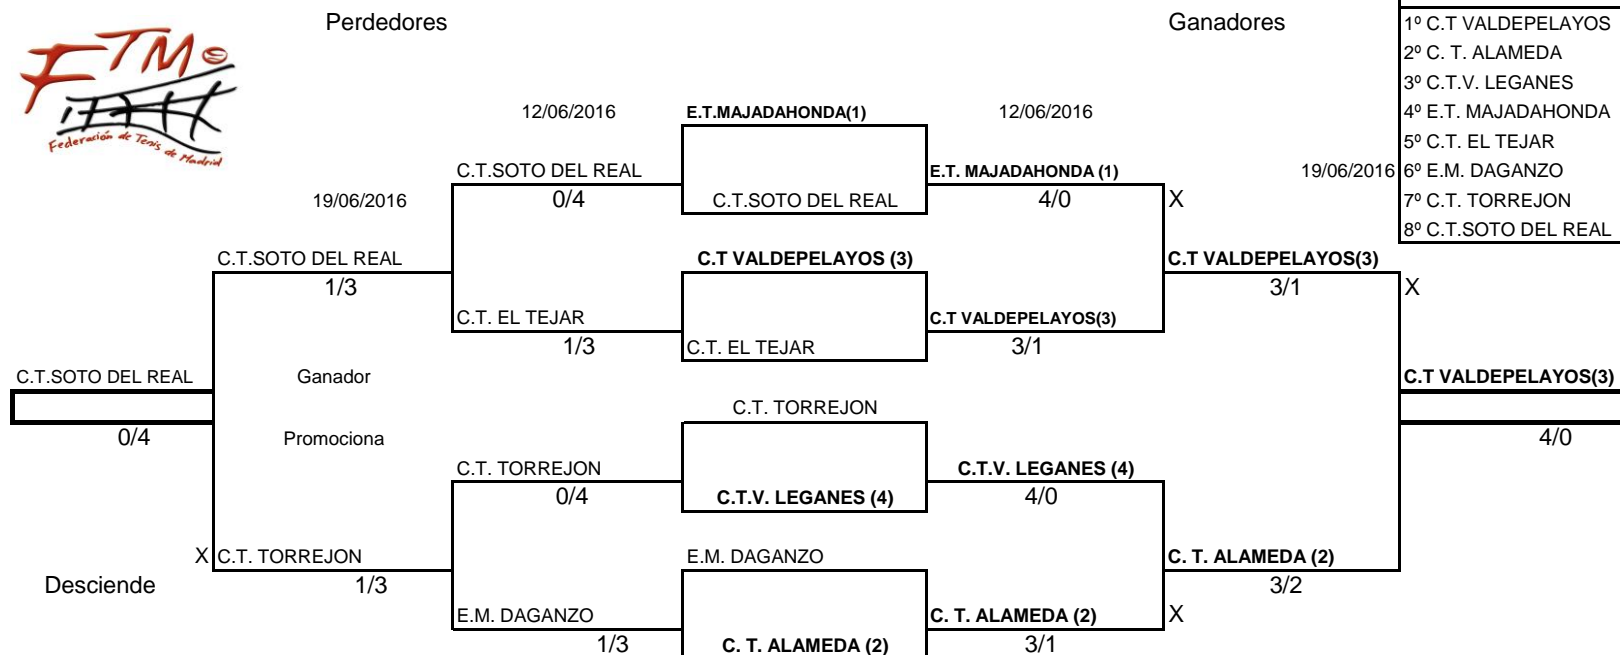 Perdedores
Ganadores
1º C.T VALDEPELAYOS
2º C. T. ALAMEDA
3º C.T.V. LEGANES
4º E.T. MAJADAHONDA
5º C.T. EL TEJAR
6º E.M. DAGANZO
7º C.T. TORREJON
8º C.T.SOTO DEL REAL
FTM
Federación de Tenis de Madrid
12/06/2016
E.T.MAJADAHONDA(1)
12/06/2016
C.T.SOTO DEL REAL
E.T. MAJADAHONDA (1)
19/06/2016
19/06/2016
0/4
C.T.SOTO DEL REAL
4/0
X
C.T.SOTO DEL REAL
C.T VALDEPELAYOS (3)
C.T VALDEPELAYOS(3)
1/3
3/1
X
C.T. EL TEJAR
C.T VALDEPELAYOS(3)
1/3
C.T. EL TEJAR
3/1
C.T.SOTO DEL REAL
Ganador
C.T VALDEPELAYOS(3)
C.T. TORREJON
0/4
Promociona
4/0
C.T. TORREJON
C.T.V. LEGANES (4)
0/4
C.T.V. LEGANES (4)
4/0
X
C.T. TORREJON
E.M. DAGANZO
C. T. ALAMEDA (2)
Desciende
1/3
3/2
E.M. DAGANZO
C. T. ALAMEDA (2)
X
1/3
C. T. ALAMEDA (2)
3/1